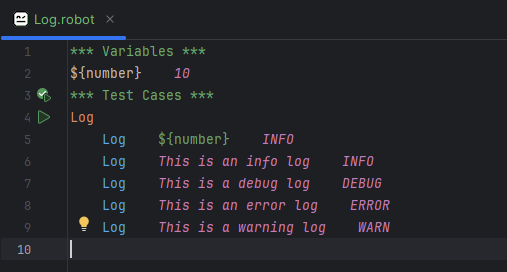 Log.robot
1 *** Variables ***
2 ${number}    10
3 *** Test Cases ***
4 Log
5     Log    ${number}    INFO
6     Log    This is an info log    INFO
7     Log    This is a debug log    DEBUG
8     Log    This is an error log    ERROR
9     Log    This is a warning log    WARN
10